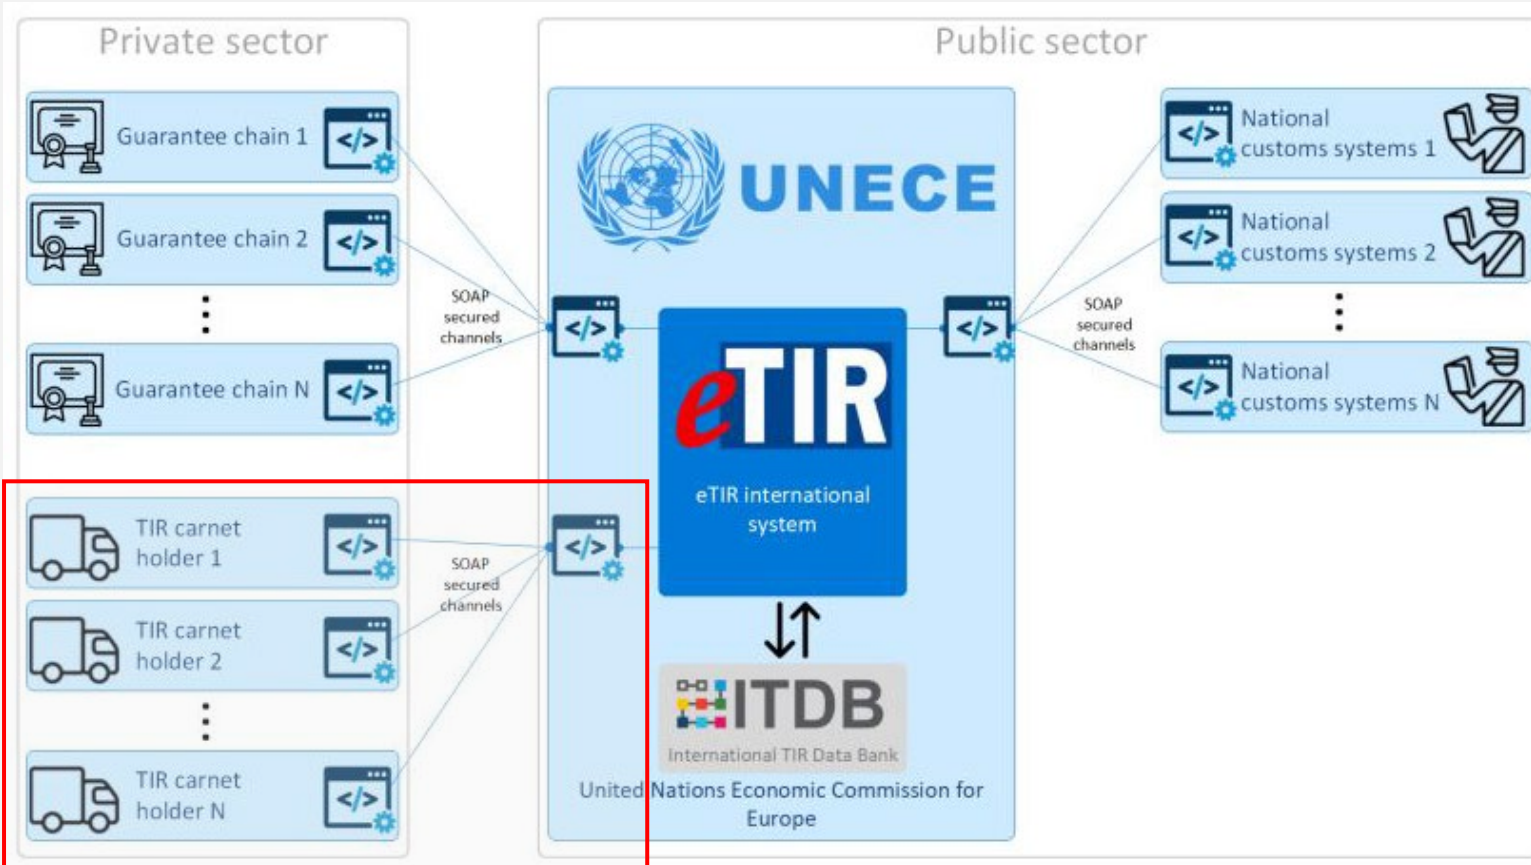 Private sector
Public sector
Guarantee chain 1
</>
Guarantee chain 2
</>
Guarantee chain N
</>
SOAP
secured
channels
TIR carnet
holder 1
</>
TIR carnet
holder 2
</>
TIR carnet
holder N
</>
SOAP
secured
channels
UNECE
</>
</>
</>
eTIR
eTIR international
system
ITDB
International TIR Data Bank
United Nations Economic Commission for
Europe
SOAP
secured
channels
</>
National
customs systems 1
</>
National
customs systems 2
</>
National
customs systems N